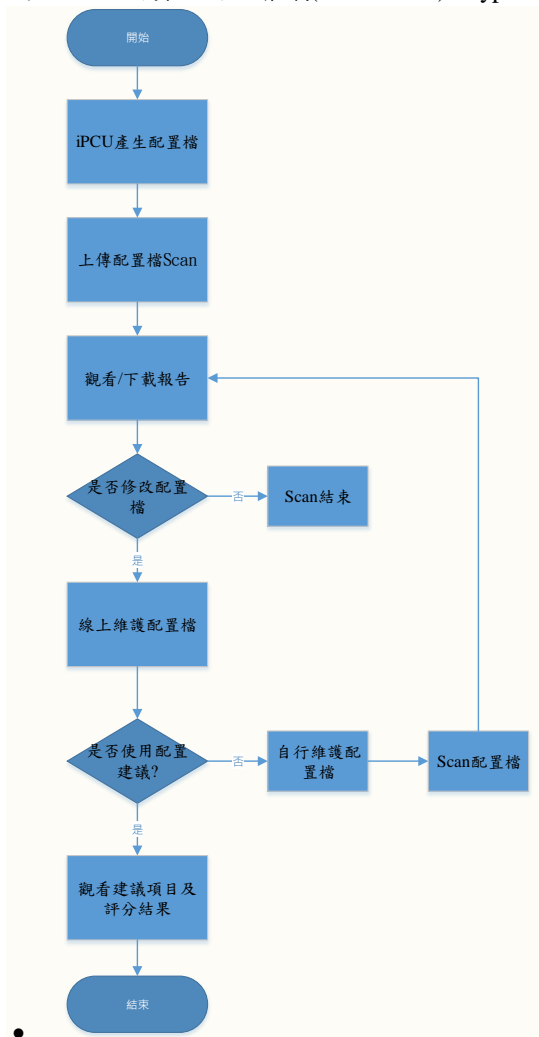 開始
iPCU產生配置檔
上傳配置檔Scan
觀看/下載報告
是否修改配置
檔
否
Scan結束
是
線上維護配置檔
是否使用配置
建議?
否
自行維護配
置檔
Scan配置檔
是
觀看建議項目及
評分結果
結束